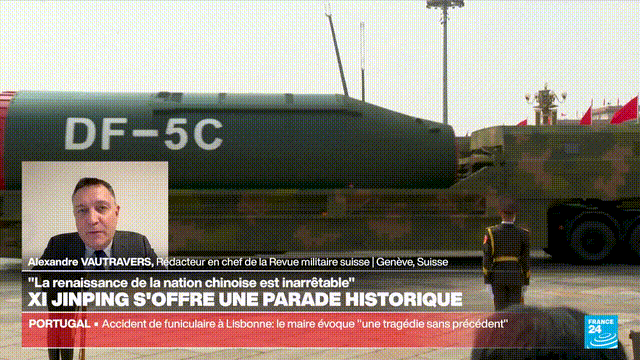 DF-5C
Alexandre VAUTRAVERS, Rédacteur en chef de la Revue militaire suisse | Genève, Suisse
"La renaissance de la nation chinoise est inarrêtable"
XI JINPING S'OFFRE UNE PARADE HISTORIQUE
PORTUGAL • Accident de funiculaire à Lisbonne: le maire évoque "une tragédie sans précédent"
FRANCE
24